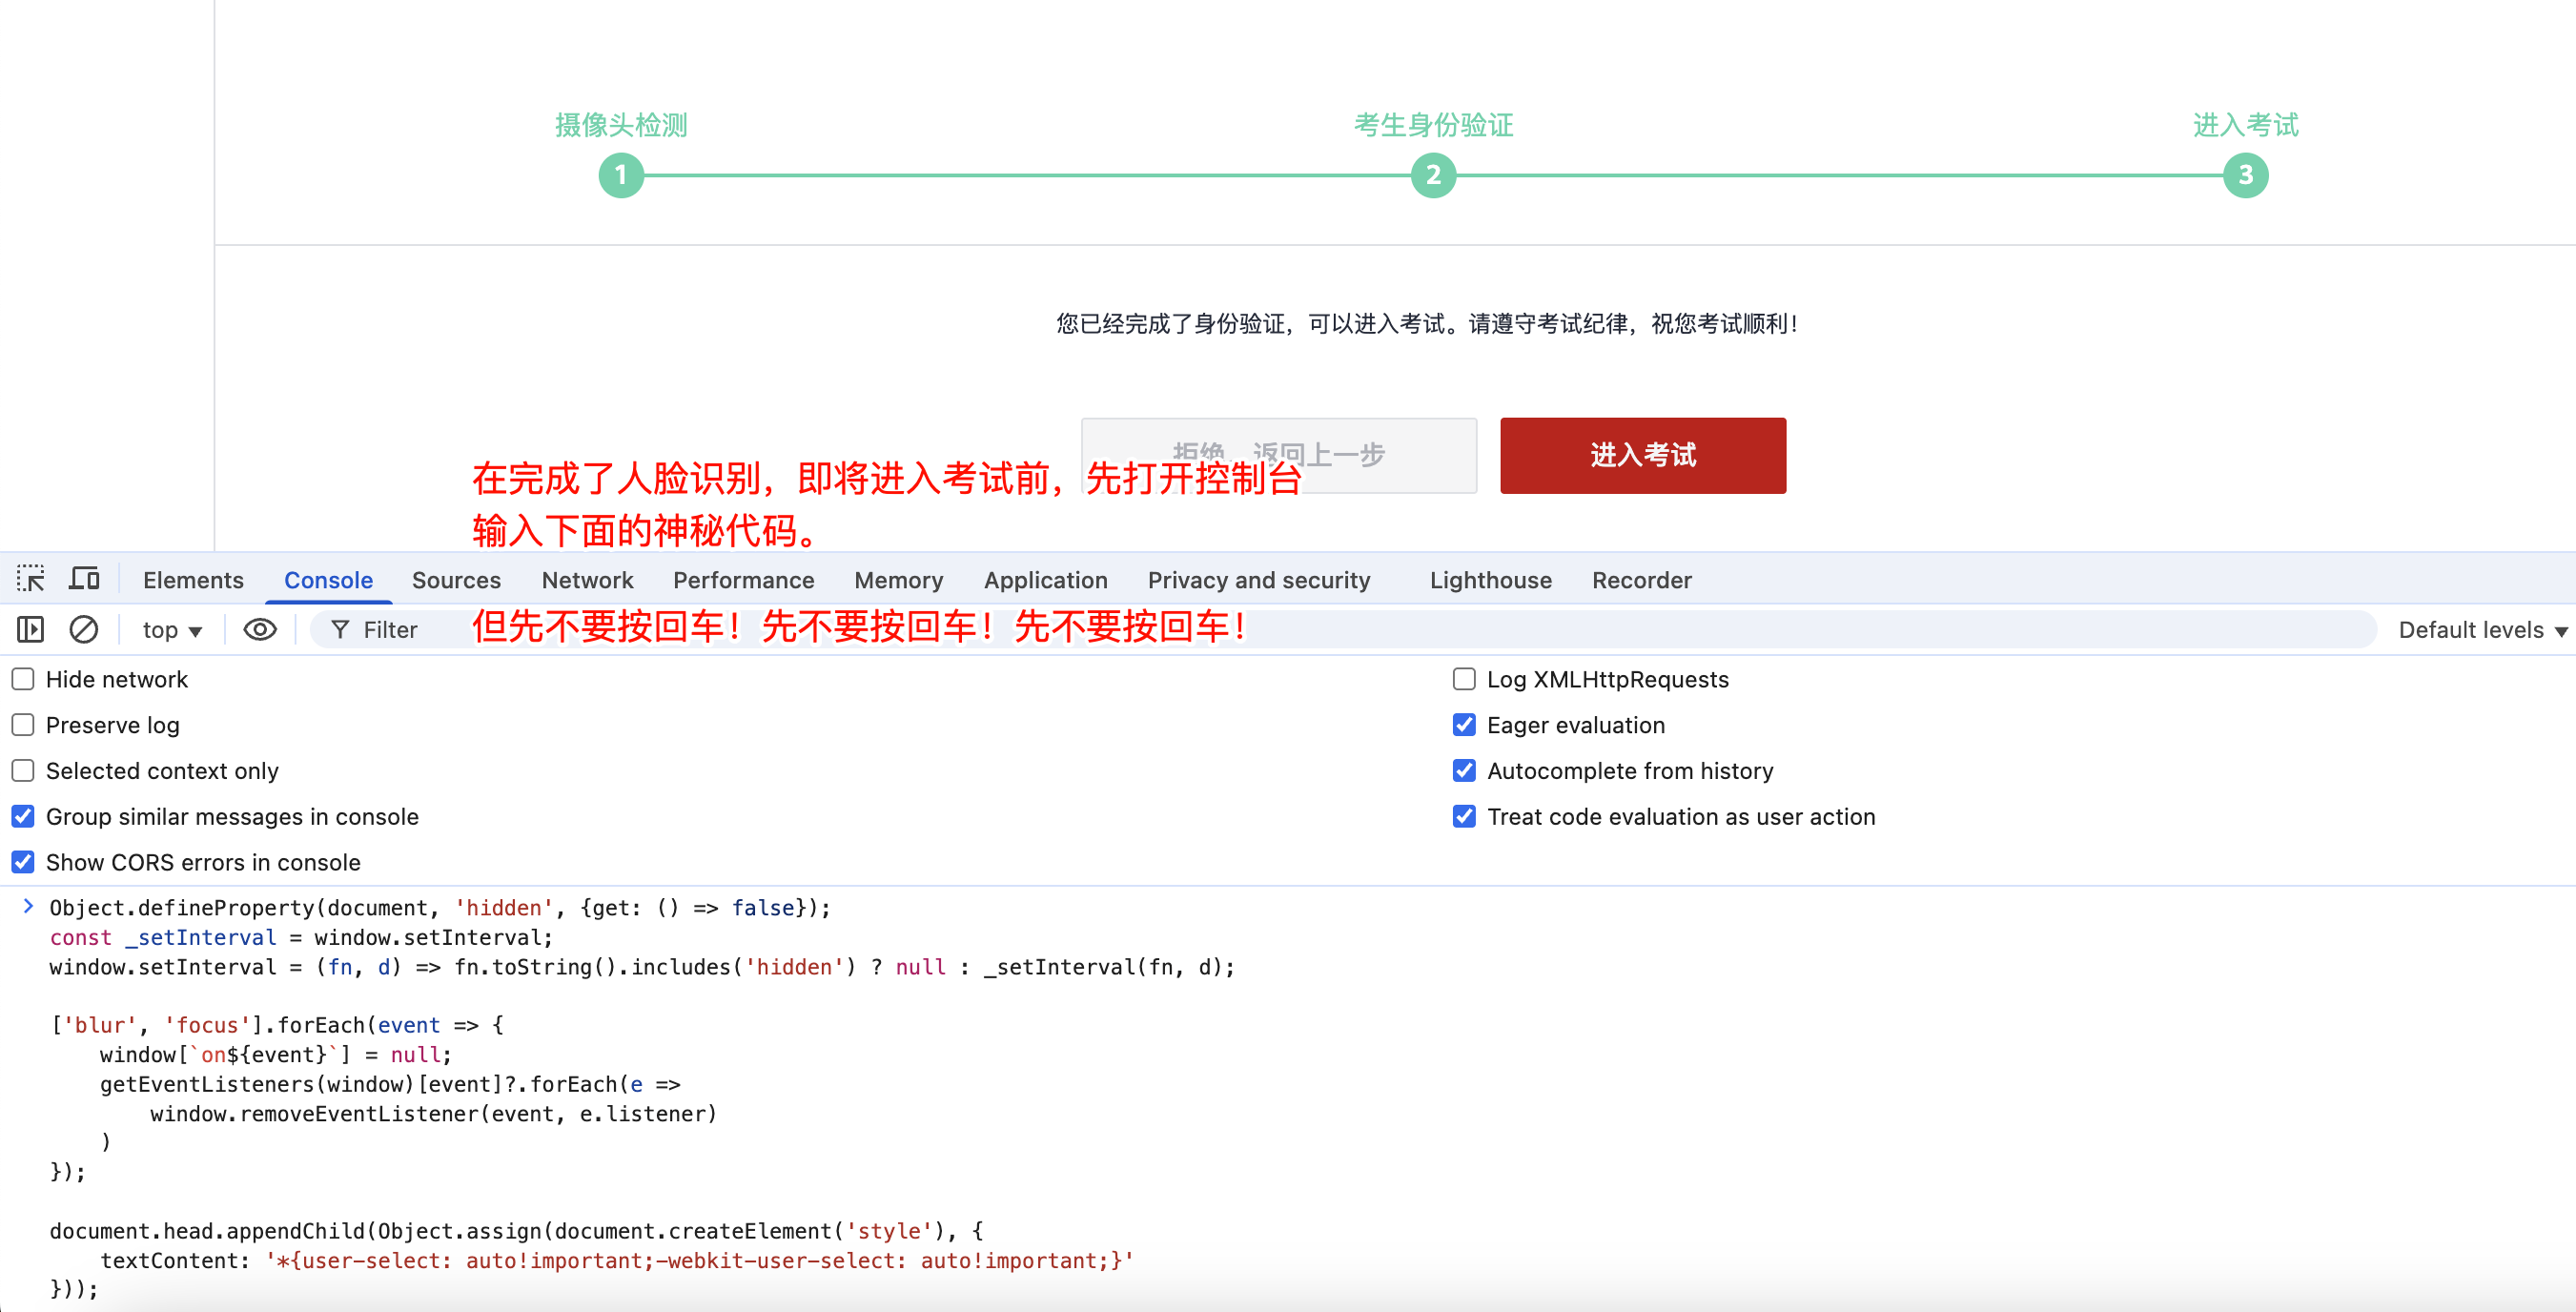 摄像头检测
考生身份验证
进入考试
1
2
3
您已经完成了身份验证，可以进入考试。请遵守考试纪律，祝您考试顺利！
拒绝，返回上一步
进入考试
在完成了人脸识别，即将进入考试前，先打开控制台
输入下面的神秘代码。
Elements
Console
Sources
Network
Performance
Memory
Application
Privacy and security
Lighthouse
Recorder
top
Filter
但先不要按回车！先不要按回车！先不要按回车！
Default levels
Hide network
Log XMLHttpRequests
Preserve log
Eager evaluation
Selected context only
Autocomplete from history
Group similar messages in console
Treat code evaluation as user action
Show CORS errors in console
Object.defineProperty(document, 'hidden', {get: () => false});
const _setInterval = window.setInterval;
window.setInterval = (fn, d) => fn.toString().includes('hidden') ? null : _setInterval(fn, d);
['blur', 'focus'].forEach(event => {
    window[`on${event}`] = null;
    getEventListeners(window)[event]?.forEach(e =>
        window.removeEventListener(event, e.listener)
    )
});
document.head.appendChild(Object.assign(document.createElement('style'), {
    textContent: '*{user-select: auto!important;-webkit-user-select: auto!important;}'
}));